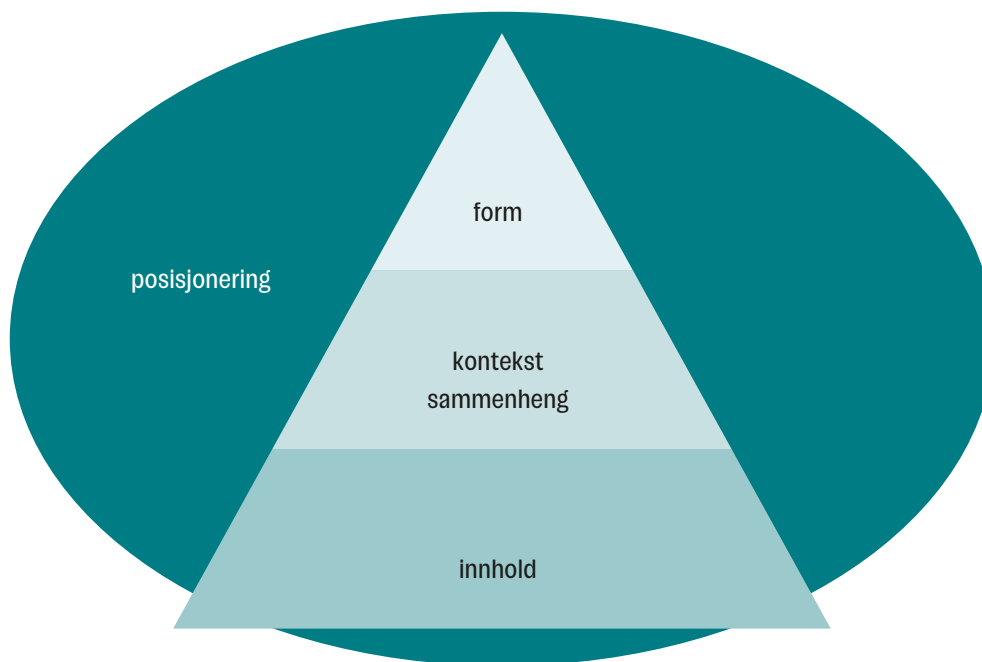 form
posisjonering
kontekst
sammenheng
innhold